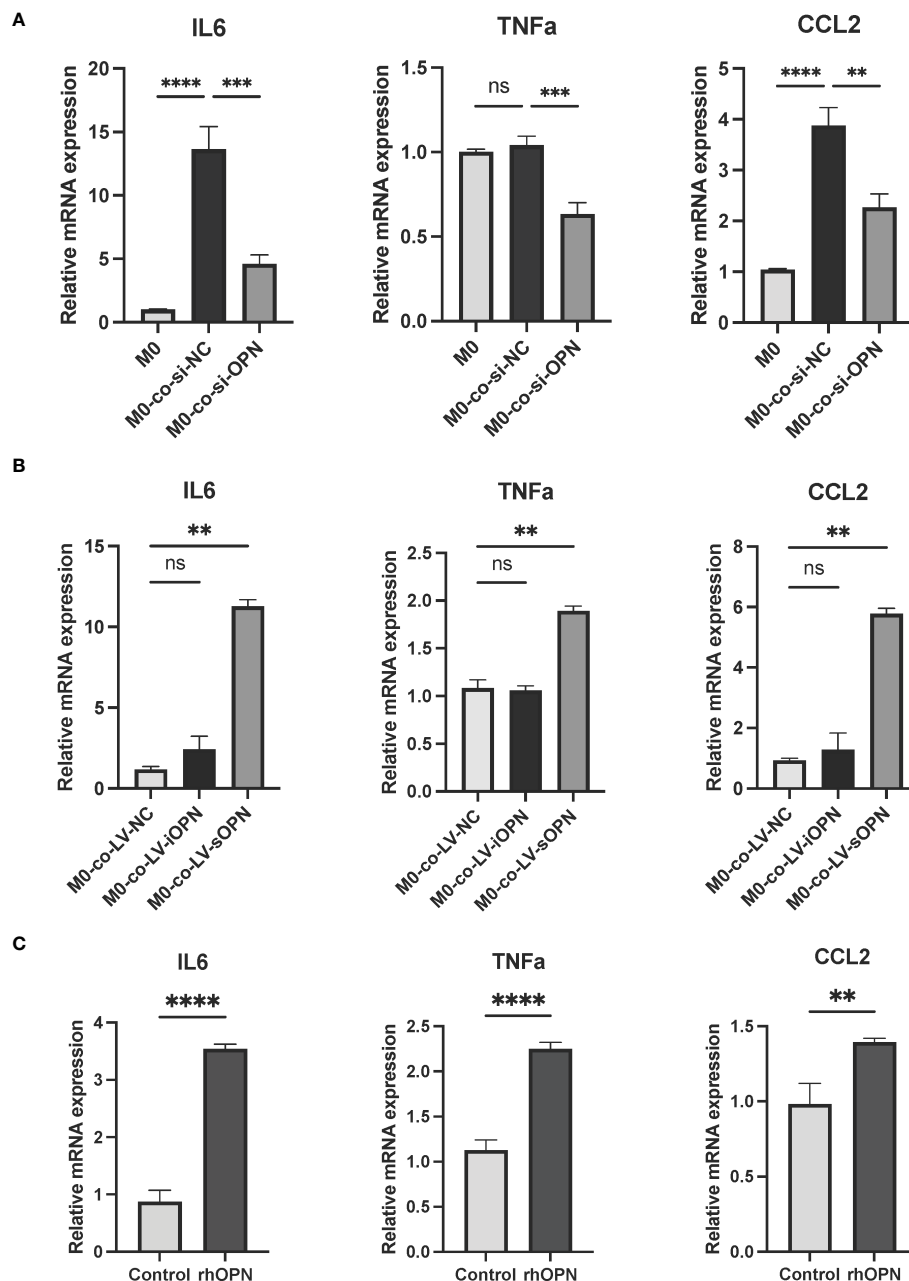 A
IL6
TNFa
CCL2
Relative mRNA expression
20
15
10
5
0
**** ***
M0
M0-co-si-NC
M0-co-si-OPN
Relative mRNA expression
1.5
1.0
0.5
0.0
ns ***
M0
M0-co-si-NC
M0-co-si-OPN
Relative mRNA expression
5
4
3
2
1
0
**** **
M0
M0-co-si-NC
M0-co-si-OPN
B
IL6
TNFa
CCL2
Relative mRNA expression
15
10
5
0
**
ns
M0-co-LV-NC
M0-co-LV-iOPN
M0-co-LV-sOPN
Relative mRNA expression
2.5
2.0
1.5
1.0
0.5
0.0
**
ns
M0-co-LV-NC
M0-co-LV-iOPN
M0-co-LV-sOPN
Relative mRNA expression
8
6
4
2
0
**
ns
M0-co-LV-NC
M0-co-LV-iOPN
M0-co-LV-sOPN
C
IL6
TNFa
CCL2
Relative mRNA expression
4
3
2
1
0
****
Control rhOPN
Relative mRNA expression
2.5
2.0
1.5
1.0
0.5
0.0
****
Control rhOPN
Relative mRNA expression
1.5
1.0
0.5
0.0
**
Control rhOPN